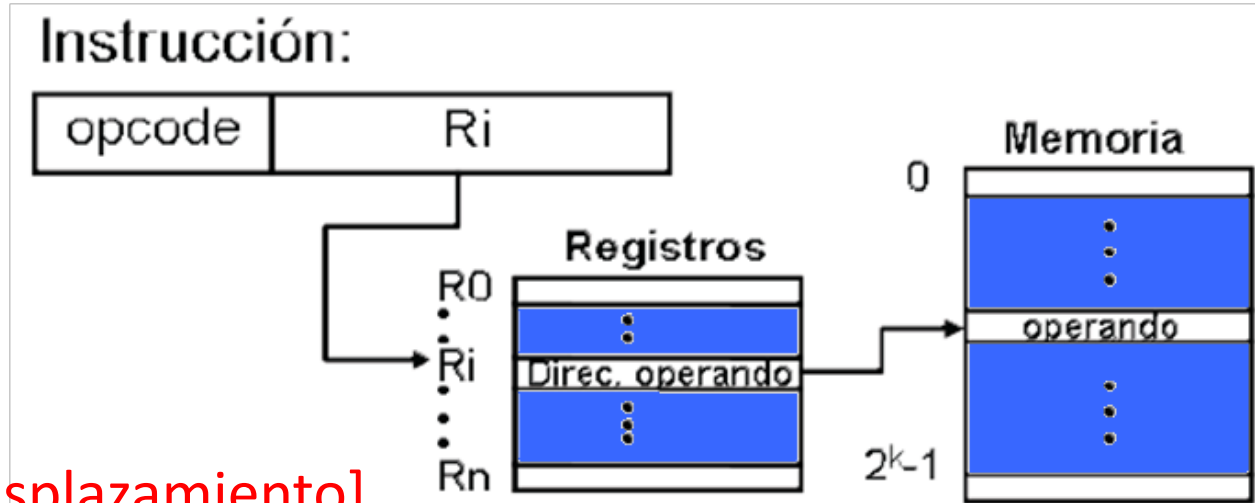 Instrucción:
opcode Ri
Memoria
0
Registros
R0
operando
Ri Direc. operando
2ᵏ-1
Rn
splazamiento]